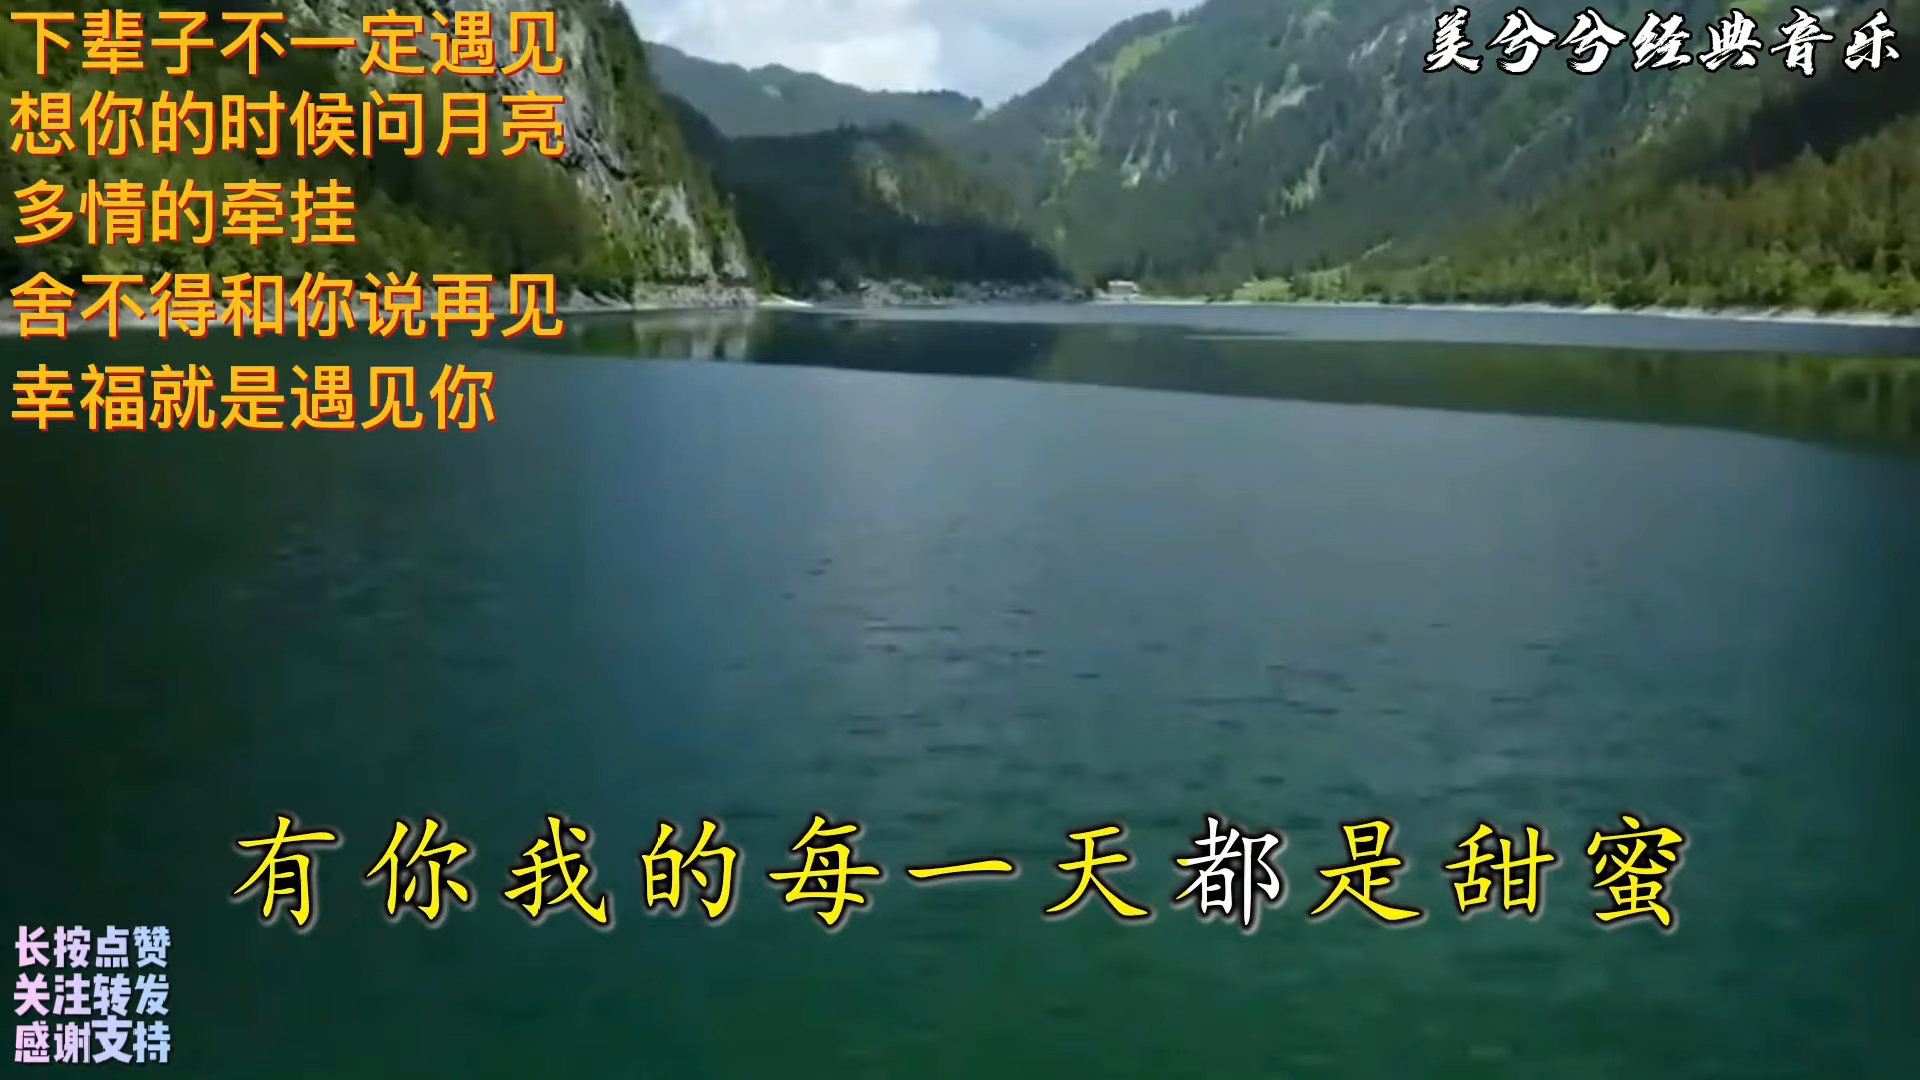 下辈子不一定遇见
想你的时候问月亮
多情的牵挂
舍不得和你说再见
幸福就是遇见你
美兮兮经典音乐
有你我的每一天都是甜蜜
长按点赞
关注转发
感谢支持